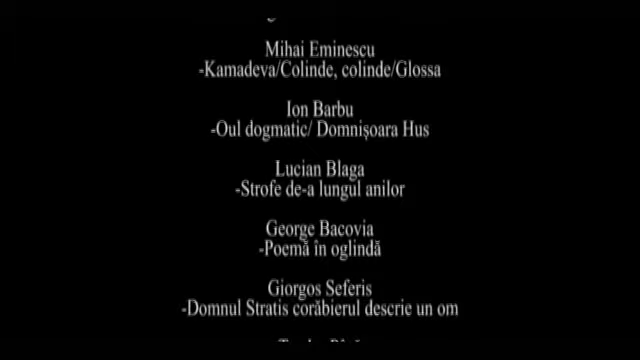 Mihai Eminescu
-Kamadeva/Colinde, colinde/Glossa
Ion Barbu
-Oul dogmatic/ Domnișoara Hus
Lucian Blaga
-Strofe de-a lungul anilor
George Bacovia
-Poemă în oglindă
Giorgos Seferis
-Domnul Stratis corăbierul descrie un om